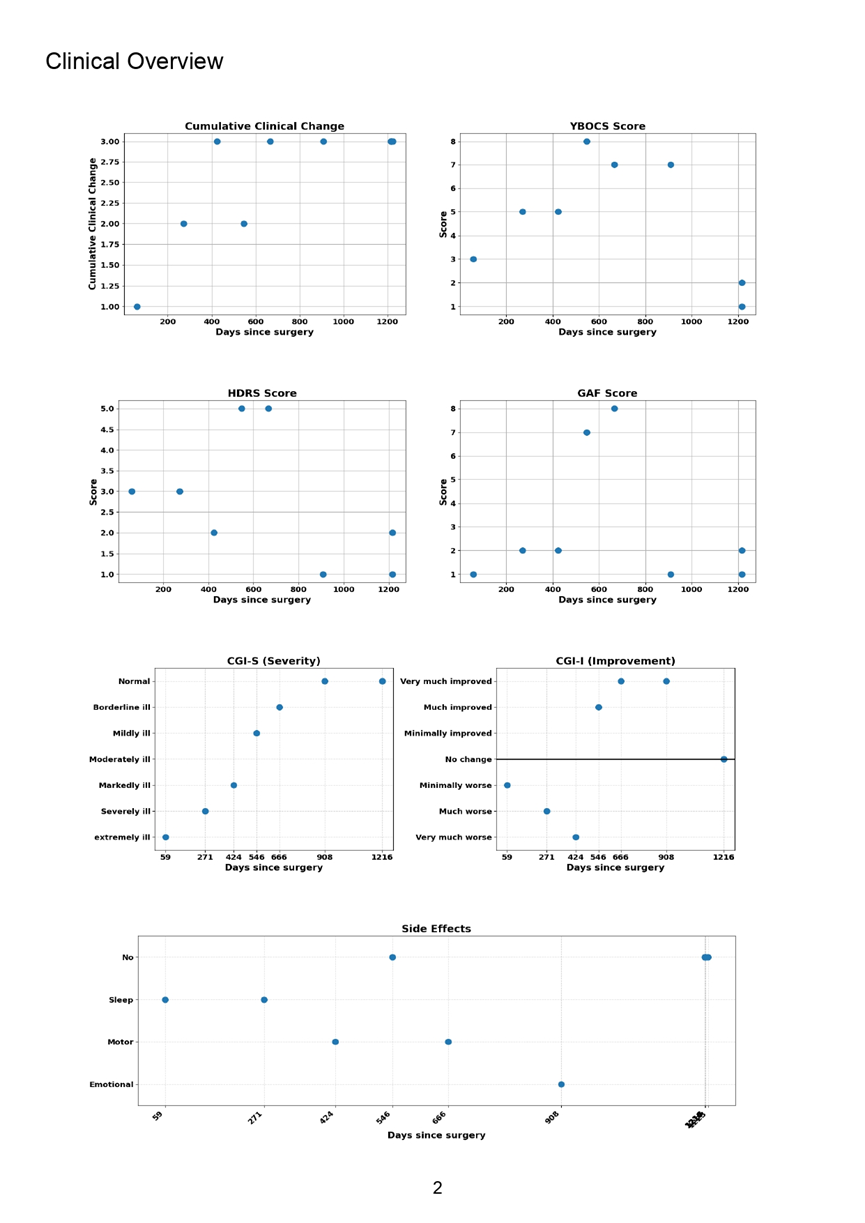 Clinical Overview
Cumulative Clinical Change
Cumulative Clinical Change
3.00
2.75
2.50
2.25
2.00
1.75
1.50
1.25
1.00
200 400 600 800 1000 1200
Days since surgery
YBOCS Score
Score
8
7
6
5
4
3
2
1
200 400 600 800 1000 1200
Days since surgery
HDRS Score
Score
5.0
4.5
4.0
3.5
3.0
2.5
2.0
1.5
1.0
200 400 600 800 1000 1200
Days since surgery
GAF Score
Score
8
7
6
5
4
3
2
1
200 400 600 800 1000 1200
Days since surgery
CGI-S (Severity)
Normal
Borderline ill
Mildly ill
Moderately ill
Markedly ill
Severely ill
extremely ill
59 271 424 546 666 908 1216
Days since surgery
CGI-I (Improvement)
Very much improved
Much improved
Minimally improved
No change
Minimally worse
Much worse
Very much worse
59 271 424 546 666 908 1216
Days since surgery
Side Effects
No
Sleep
Motor
Emotional
59 271 424 546 666 908
Days since surgery
2